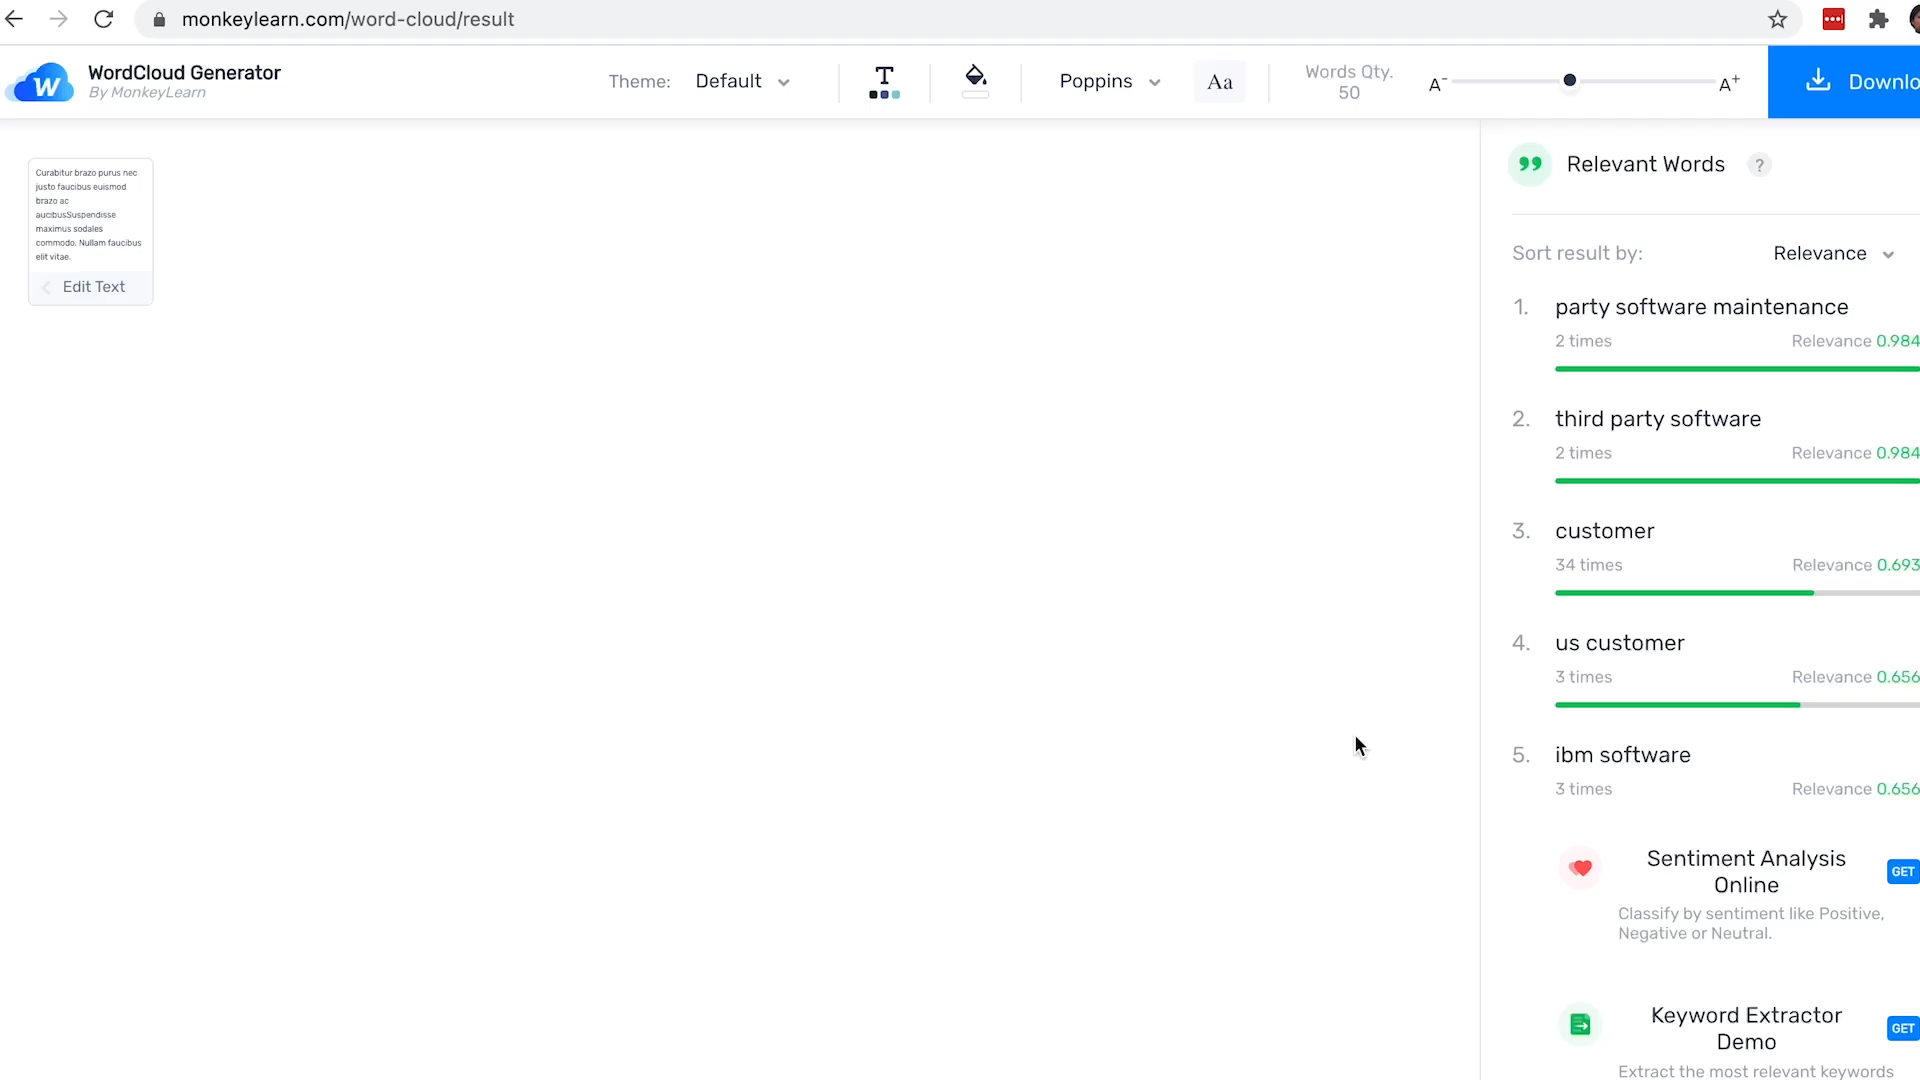 monkeylearn.com/word-cloud/result
WordCloud Generator
By MonkeyLearn
Theme: Default
T
Poppins
Aa
Words Qty.
50
A-
A+
Downlo
Curabitur brazo purus nec
justo faucibus euismod
brazo ac
aucibusSuspendisse
maximus sodales
commodo. Nullam faucibus
elit vitae.
Edit Text
Relevant Words ?
Sort result by: Relevance
1. party software maintenance
2 times Relevance 0.984
2. third party software
2 times Relevance 0.984
3. customer
34 times Relevance 0.693
4. us customer
3 times Relevance 0.656
5. ibm software
3 times Relevance 0.656
Sentiment Analysis
Online
GET
Classify by sentiment like Positive,
Negative or Neutral.
Keyword Extractor
Demo
GET
Extract the most relevant keywords